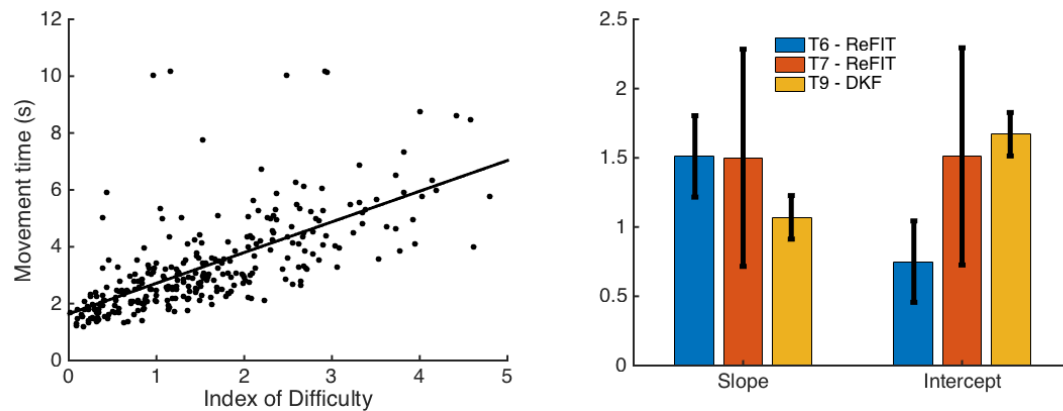 12
10
8
6
4
2
0
Movement time (s)
0 1 2 3 4 5
Index of Difficulty
2.5
2
1.5
1
0.5
0
T6 - ReFIT
T7 - ReFIT
T9 - DKF
Slope Intercept